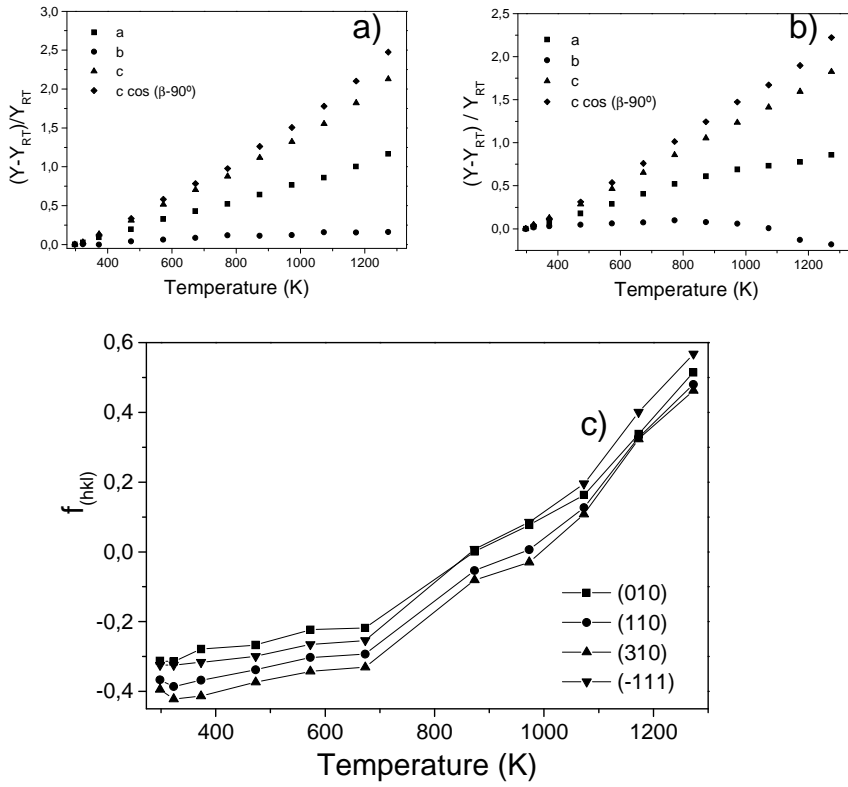 a)
3,0
2,5
2,0
1,5
1,0
0,5
0,0
(Y-Y_RT)/Y_RT
a
b
c
c cos (β-90º)
400 600 800 1000 1200
Temperature (K)
b)
2,5
2,0
1,5
1,0
0,5
0,0
(Y-Y_RT) / Y_RT
a
b
c
c cos (β-90º)
400 600 800 1000 1200
Temperature (K)
c)
0,6
0,4
0,2
0,0
-0,2
-0,4
f(hkl)
(010)
(110)
(310)
(-111)
400 600 800 1000 1200
Temperature (K)